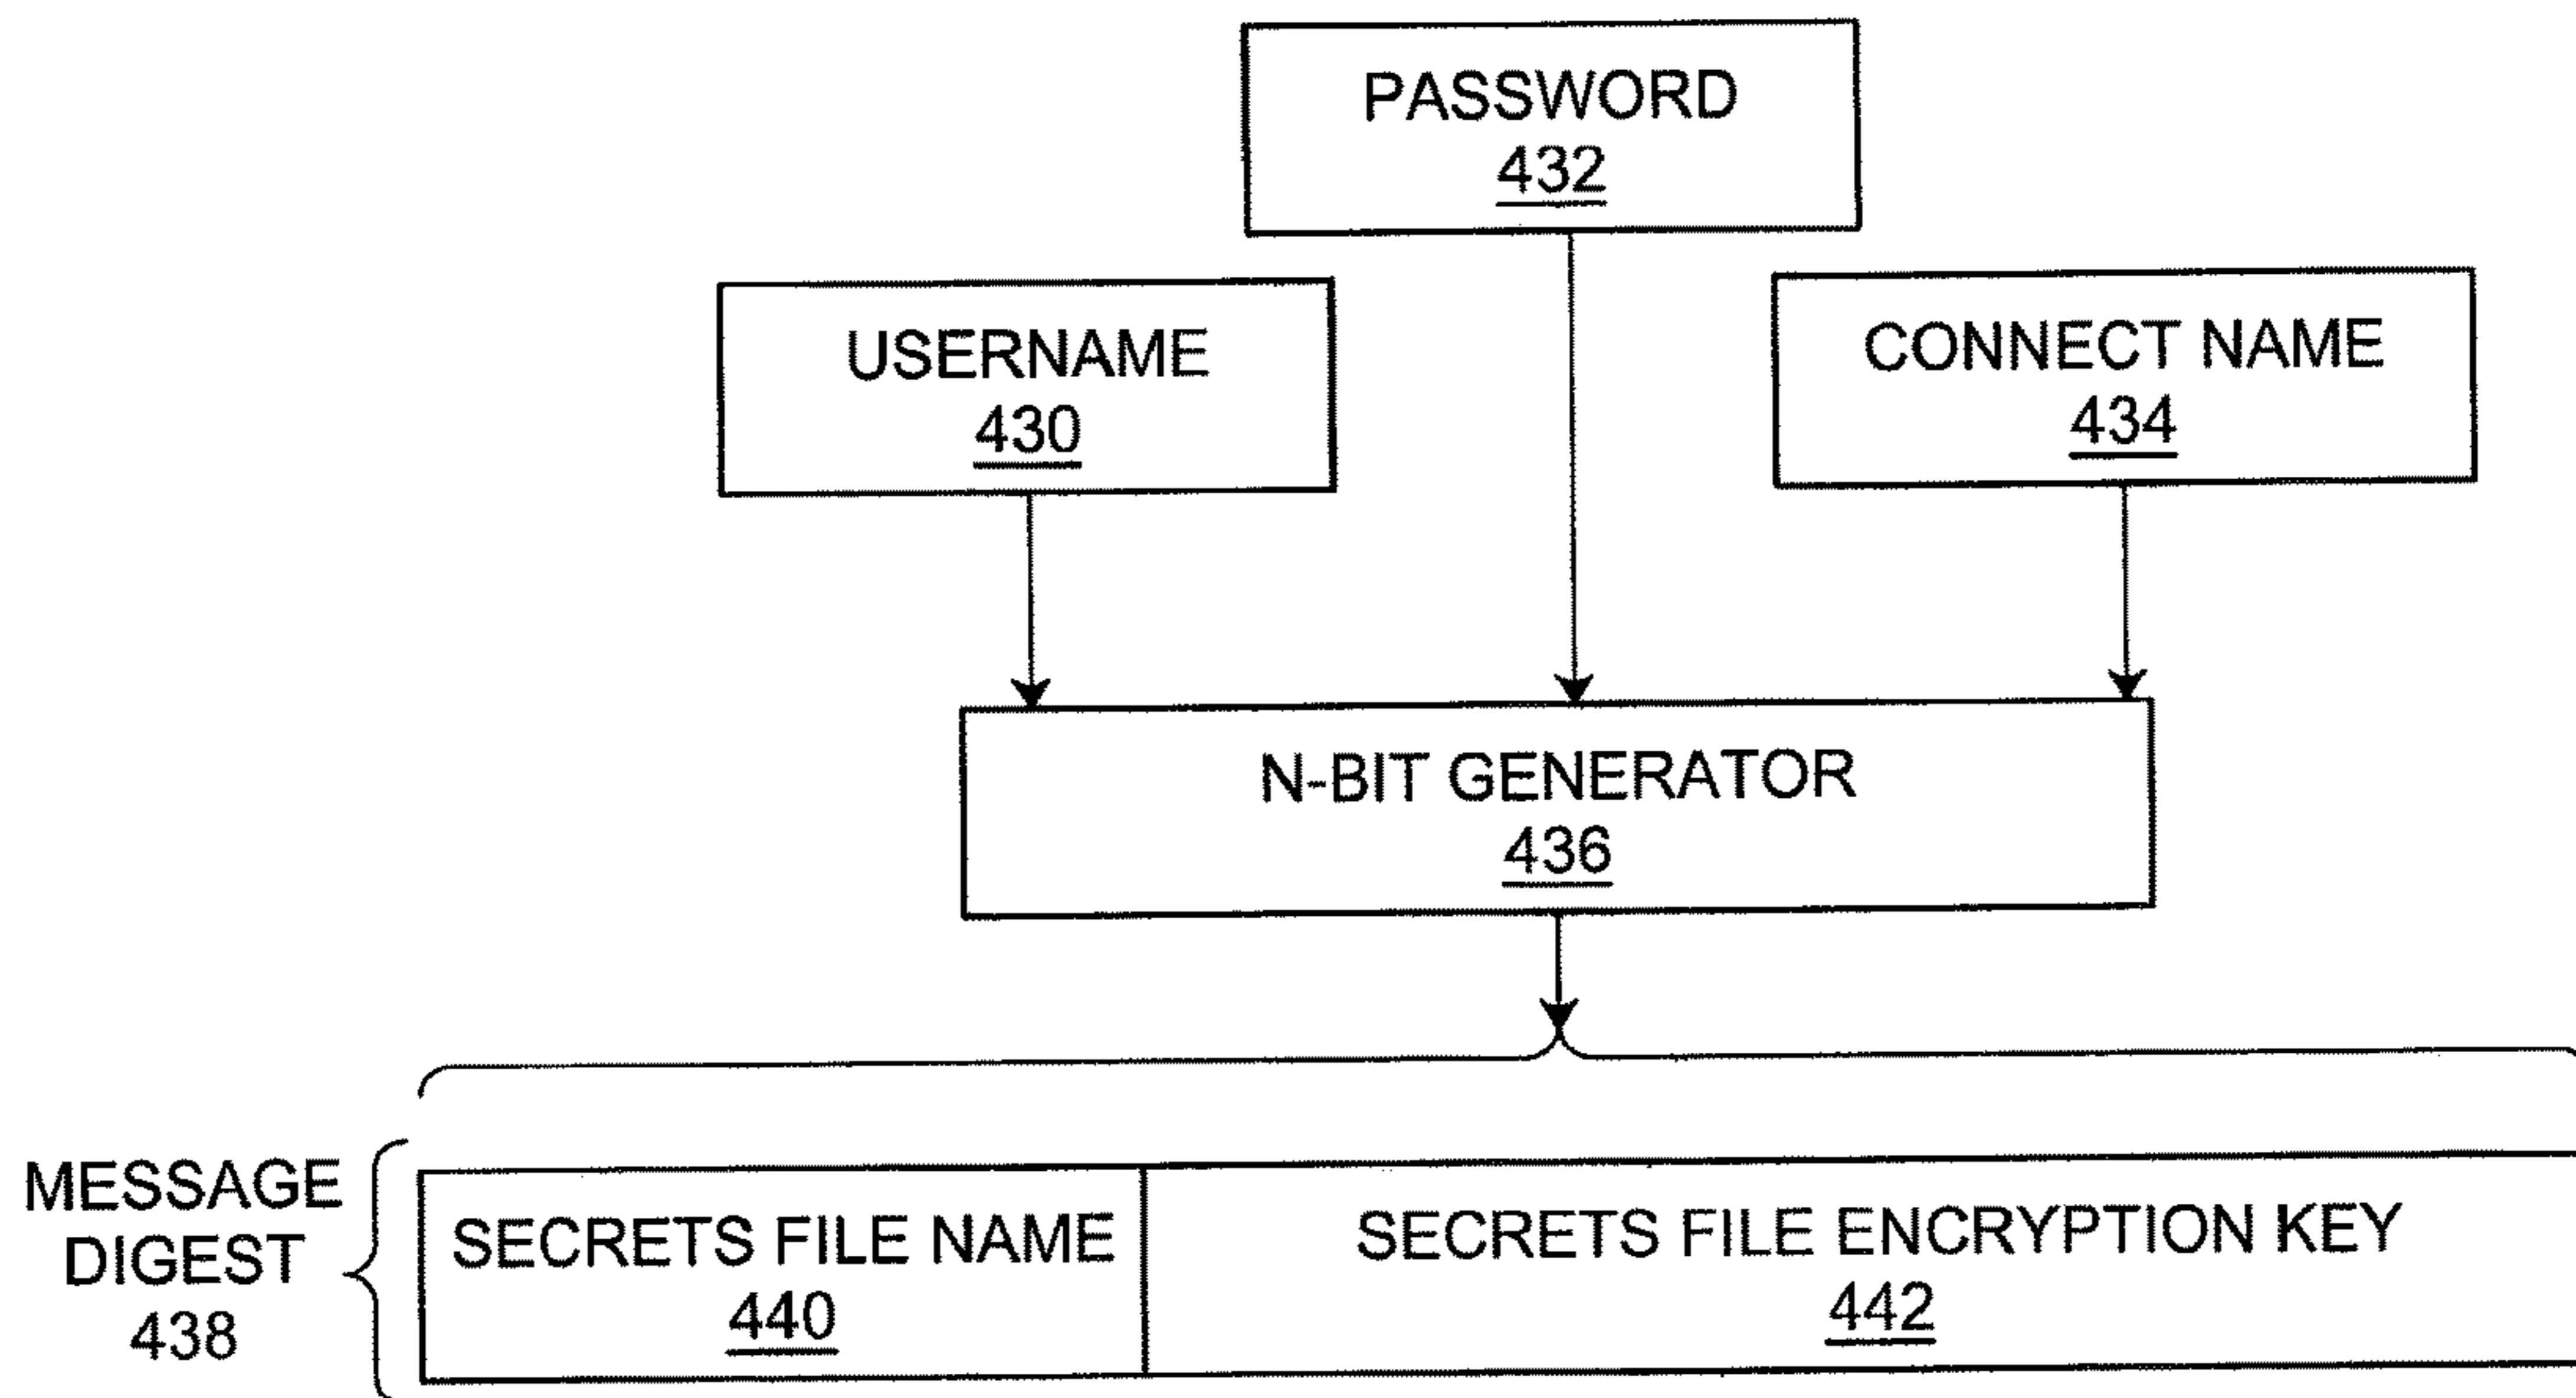 PASSWORD
432
USERNAME
430
CONNECT NAME
434
N-BIT GENERATOR
436
MESSAGE
DIGEST
438
SECRETS FILE NAME
440
SECRETS FILE ENCRYPTION KEY
442